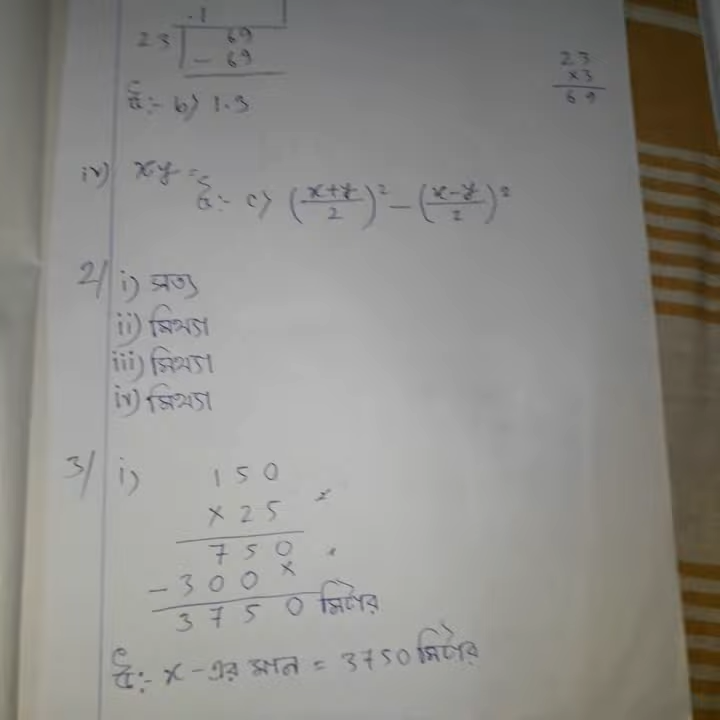 .1
23 69
23
- 69
×3
69
উঃ- b) 1.3
iv) xy =
উঃ- c) (x+y/2)² - (x-y/2)²
2/ i) সত্য
ii) মিথ্যা
iii) মিথ্যা
iv) মিথ্যা
3/ i) 150
× 25
750
- 300×
3750 মিটার
উঃ- x-এর মান = 3750 মিটার